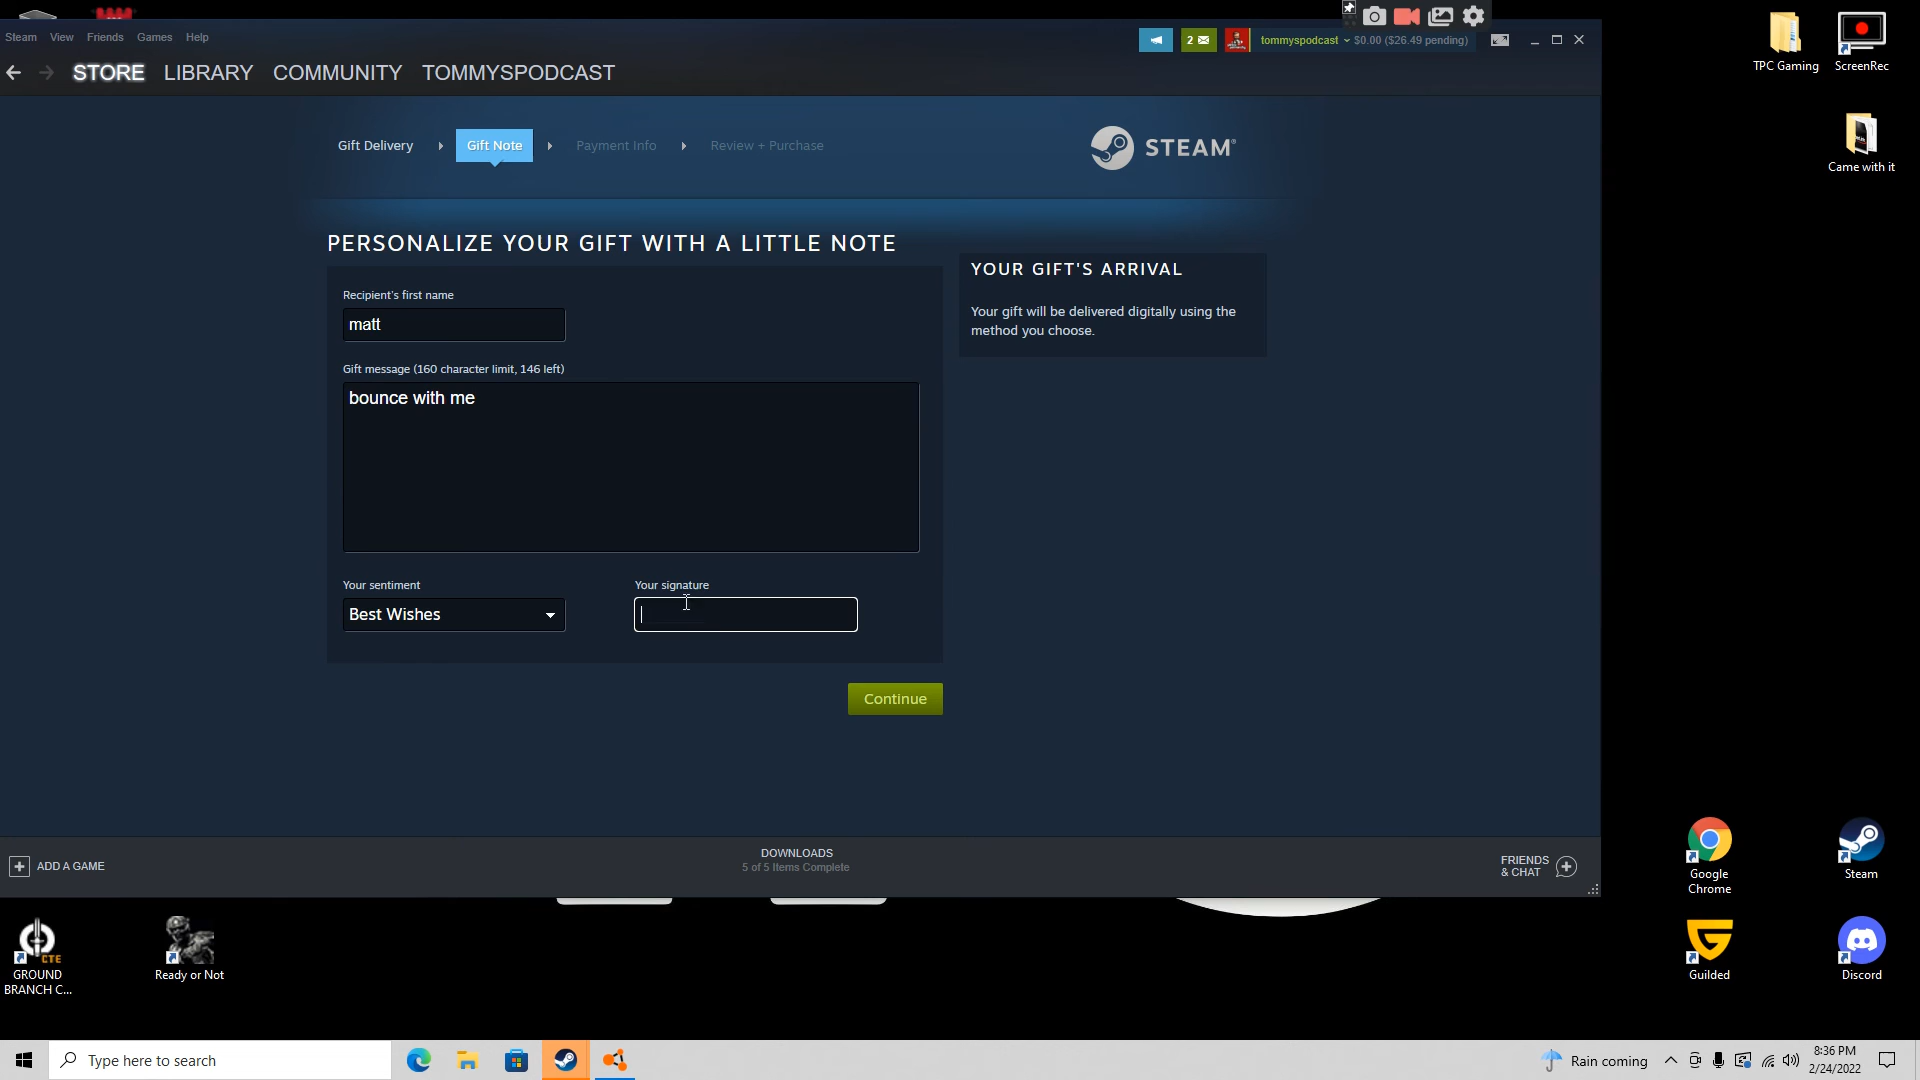 Steam View Friends Games Help
2
tommyspodcast $0.00 ($26.49 pending)
STORE LIBRARY COMMUNITY TOMMYSPODCAST
Gift Delivery Gift Note Payment Info Review + Purchase
STEAM
PERSONALIZE YOUR GIFT WITH A LITTLE NOTE
Recipient's first name
matt
Gift message (160 character limit, 146 left)
bounce with me
Your sentiment
Best Wishes
Your signature
Continue
YOUR GIFT'S ARRIVAL
Your gift will be delivered digitally using the
method you choose.
ADD A GAME
DOWNLOADS
5 of 5 Items Complete
FRIENDS
& CHAT
TPC Gaming
ScreenRec
Came with it
Google
Chrome
Steam
Guilded
Discord
CTE
GROUND
BRANCH C...
Ready or Not
Type here to search
Rain coming
8:36 PM
2/24/2022